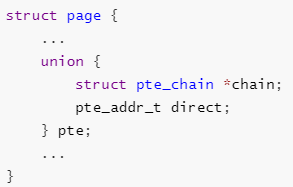 struct page {
    ...
    union {
        struct pte_chain *chain;
        pte_addr_t direct;
    } pte;
    ...
}